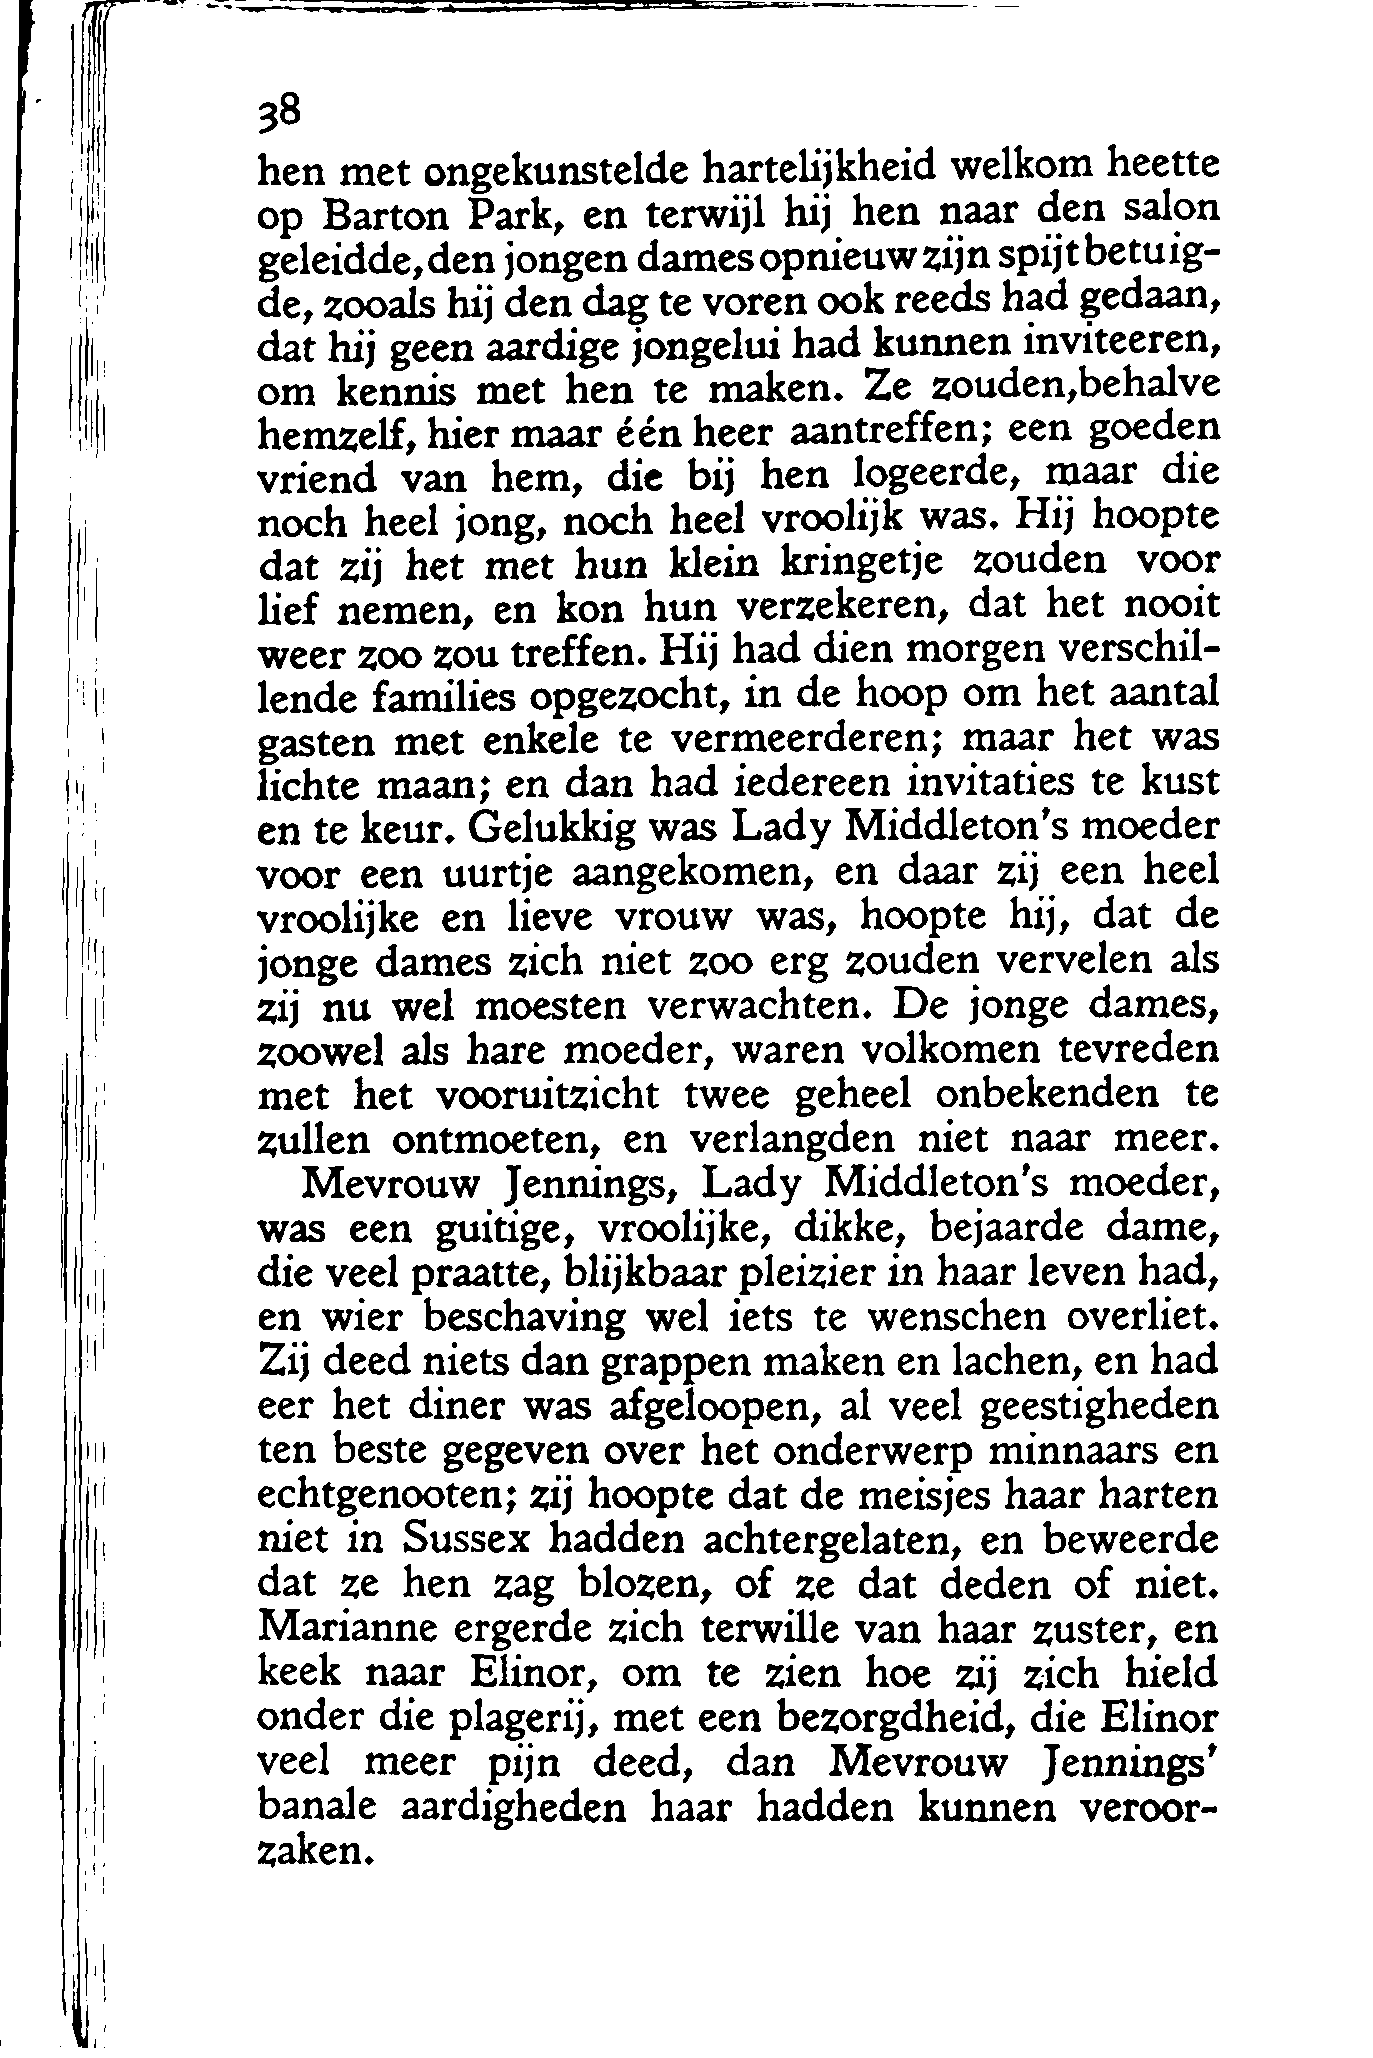 38
hen met ongekunstelde hartelijkheid welkom heette
op Barton Park, en terwijl hij hen naar den salon
geleidde, den jongen dames opnieuw zijn spijt betuig-
de, zooals hij den dag te voren ook reeds had gedaan,
dat hij geen aardige jongelui had kunnen inviteeren,
om kennis met hen te maken. Ze zouden, behalve
hemzelf, hier maar één heer aantreffen; een goeden
vriend van hem, die bij hen logeerde, maar die
noch heel jong, noch heel vroolijk was. Hij hoopte
dat zij het met hun klein kringetje zouden voor
lief nemen, en kon hun verzekeren, dat het nooit
weer zoo zou treffen. Hij had dien morgen verschil-
lende families opgezocht, in de hoop om het aantal
gasten met enkele te vermeerderen; maar het was
lichte maan; en dan had iedereen invitaties te kust
en te keur. Gelukkig was Lady Middleton's moeder
voor een uurtje aangekomen, en daar zij een heel
vroolijke en lieve vrouw was, hoopte hij, dat de
jonge dames zich niet zoo erg zouden vervelen als
zij nu wel moesten verwachten. De jonge dames,
zoowel als hare moeder, waren volkomen tevreden
met het vooruitzicht twee geheel onbekenden te
zullen ontmoeten, en verlangden niet naar meer.
Mevrouw Jennings, Lady Middleton's moeder,
was een guitige, vroolijke, dikke, bejaarde dame,
die veel praatte, blijkbaar pleizier in haar leven had,
en wier beschaving wel iets te wenschen overliet.
Zij deed niets dan grappen maken en lachen, en had
eer het diner was afgeloopen, al veel geestigheden
ten beste gegeven over het onderwerp minnaars en
echtgenooten; zij hoopte dat de meisjes haar harten
niet in Sussex hadden achtergelaten, en beweerde
dat ze hen zag blozen, of ze dat deden of niet.
Marianne ergerde zich terwille van haar zuster, en
keek naar Elinor, om te zien hoe zij zich hield
onder die plagerij, met een bezorgdheid, die Elinor
veel meer pijn deed, dan Mevrouw Jennings'
banale aardigheden haar hadden kunnen veroor-
zaken.